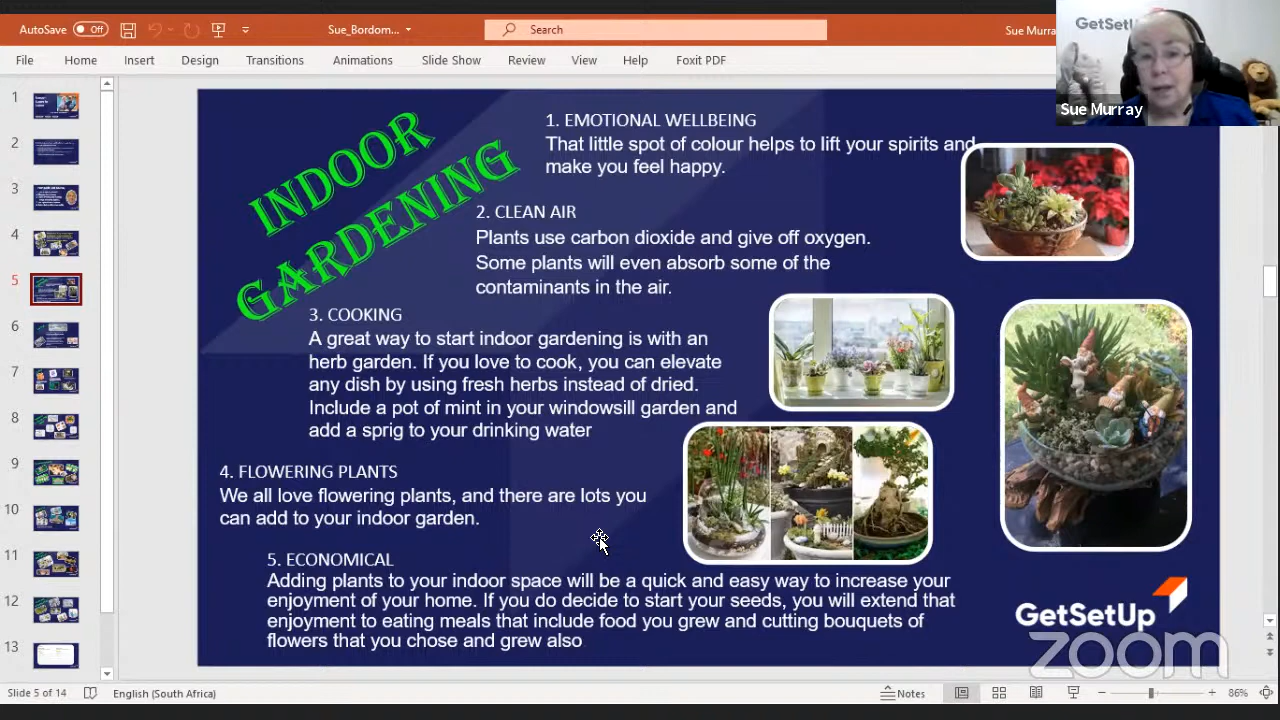 AutoSave Off
Sue_Bordom...
Search
Sue Murra
GetSetUp
Sue Murray
File Home Insert Design Transitions Animations Slide Show Review View Help Foxit PDF
1
2
3
4
5
6
7
8
9
10
11
12
13
INDOOR
GARDENING
1. EMOTIONAL WELLBEING
That little spot of colour helps to lift your spirits and
make you feel happy.
2. CLEAN AIR
Plants use carbon dioxide and give off oxygen.
Some plants will even absorb some of the
contaminants in the air.
3. COOKING
A great way to start indoor gardening is with an
herb garden. If you love to cook, you can elevate
any dish by using fresh herbs instead of dried.
Include a pot of mint in your windowsill garden and
add a sprig to your drinking water
4. FLOWERING PLANTS
We all love flowering plants, and there are lots you
can add to your indoor garden.
5. ECONOMICAL
Adding plants to your indoor space will be a quick and easy way to increase your
enjoyment of your home. If you do decide to start your seeds, you will extend that
enjoyment to eating meals that include food you grew and cutting bouquets of
flowers that you chose and grew also
GetSetUp
zoom
Slide 5 of 14 English (South Africa) Notes 86%